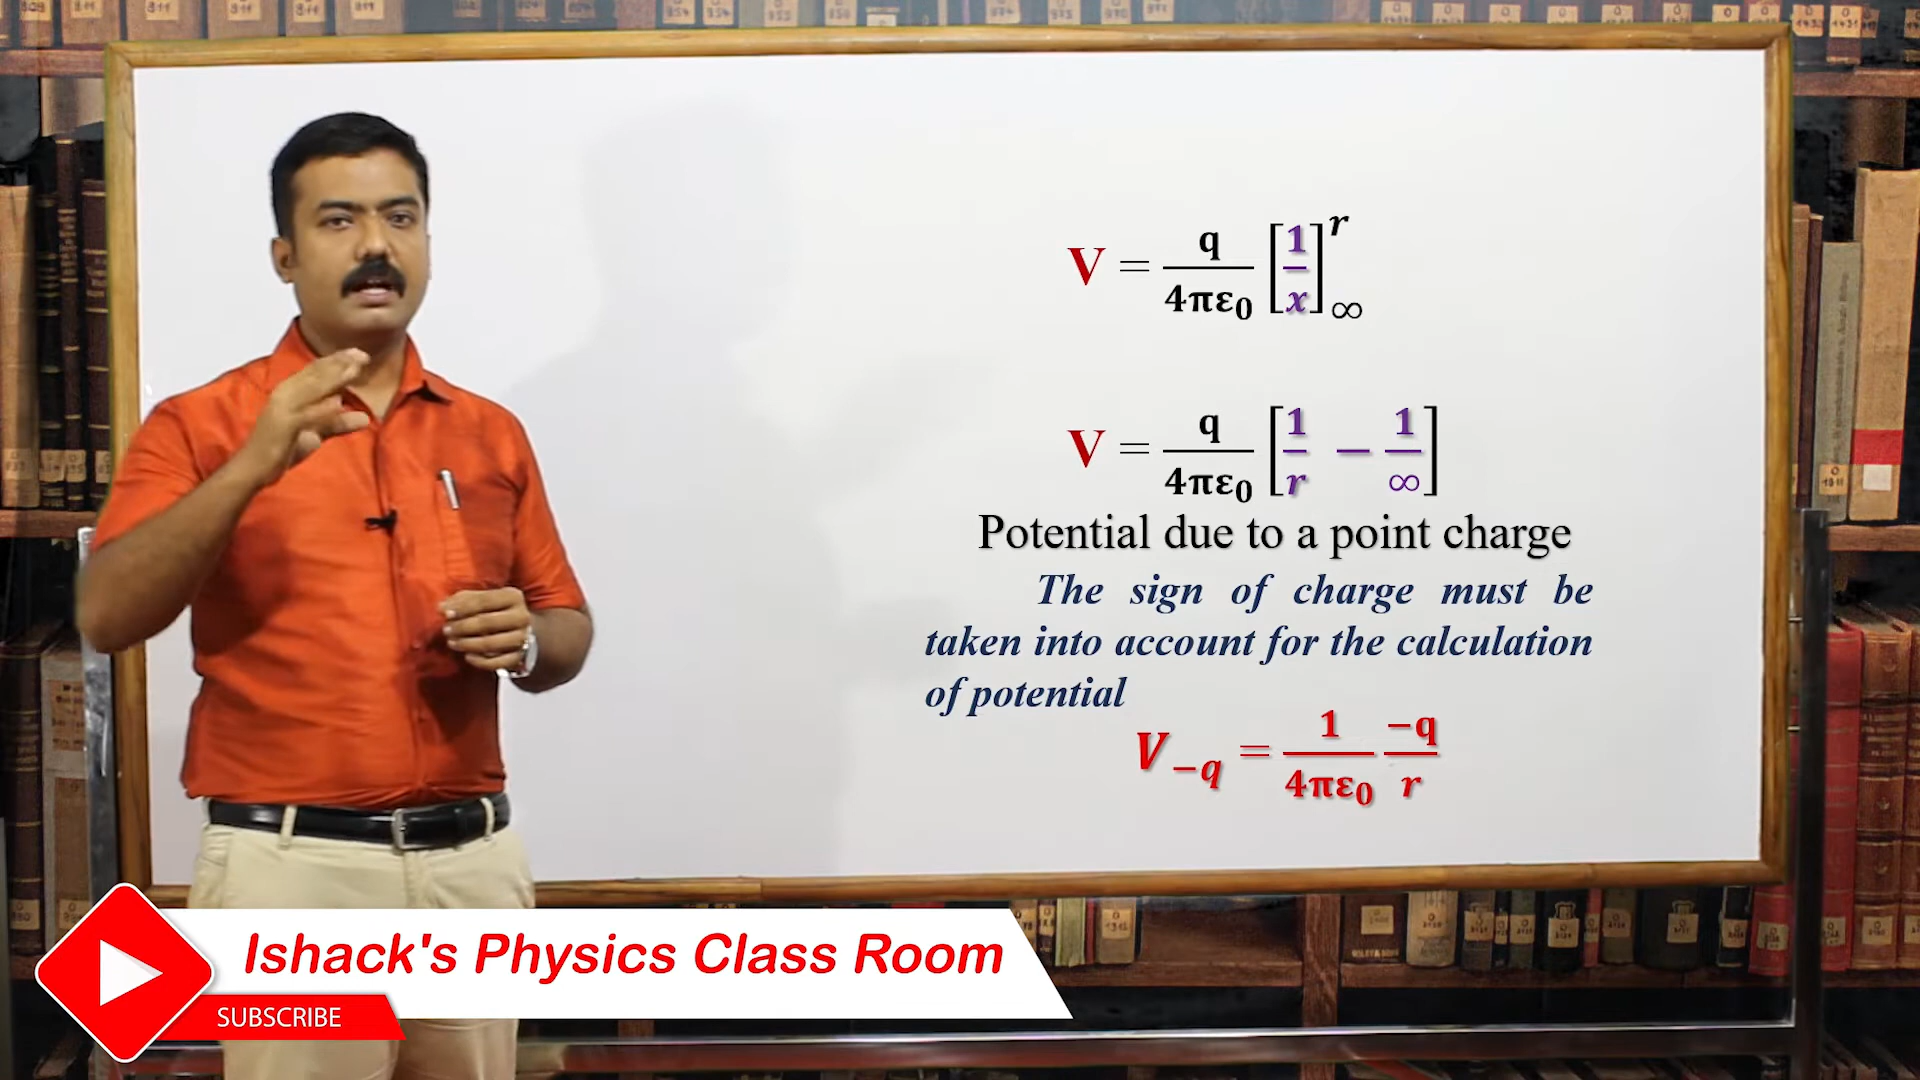 V = q/4πε₀ [1/x]^r_∞
V = q/4πε₀ [1/r − 1/∞]
Potential due to a point charge
The sign of charge must be
taken into account for the calculation
of potential
V₋q = 1/4πε₀ −q/r
Ishack's Physics Class Room
SUBSCRIBE